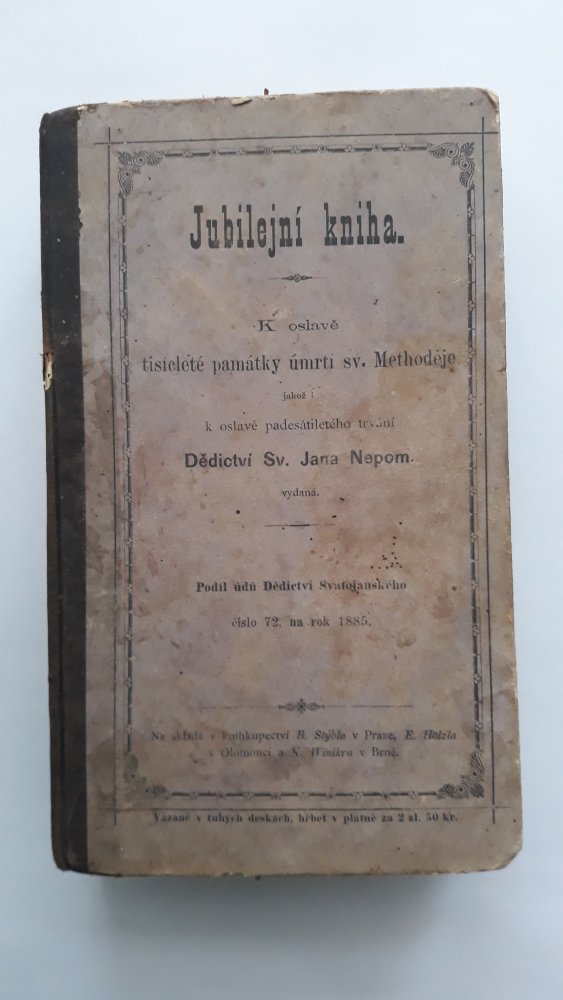 Jubilejní kniha.
K oslavě
tisícleté památky úmrtí sv. Methoděje
jakož i
k oslavě padesátiletého trvání
Dědictví Sv. Jana Nepom.
vydaná.
Podíl údů Dědictví Svatojanského
číslo 72. na rok 1885.
Na skladě v knihkupectví B. Stýbla v Praze, E. Hölzla
v Olomouci a K. Winikra v Brně.
Vázané v tuhých deskách, hřbet v plátně za 2 zl. 50 kr.